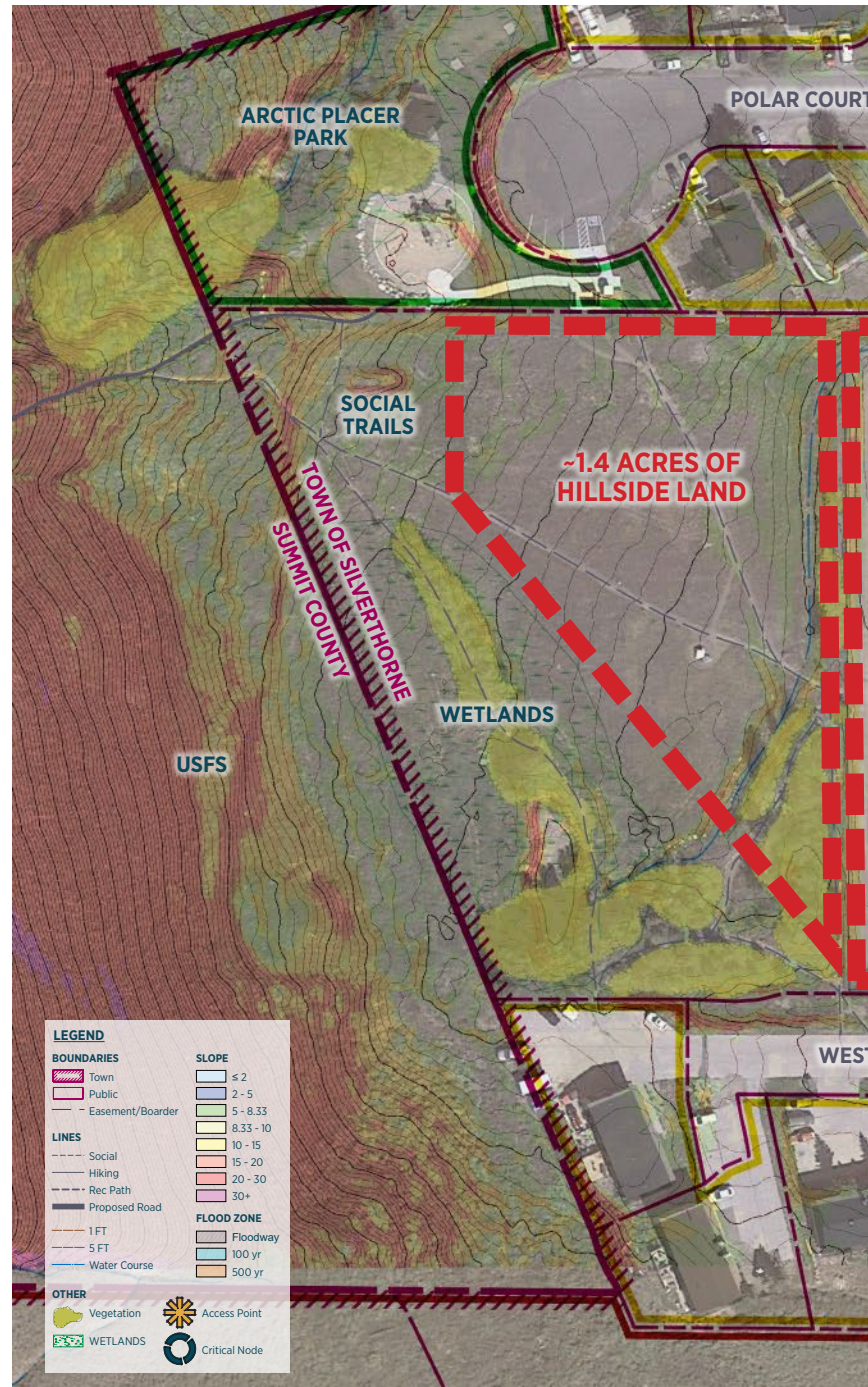 ARCTIC PLACER
PARK
POLAR COURT
SOCIAL
TRAILS
~1.4 ACRES OF
HILLSIDE LAND
TOWN OF SILVERTHORNE
SUMMIT COUNTY
WETLANDS
USFS
WEST
LEGEND
BOUNDARIES
Town
Public
Easement/Boarder
LINES
Social
Hiking
Rec Path
Proposed Road
1 FT
5 FT
Water Course
OTHER
Vegetation
WETLANDS
SLOPE
≤ 2
2 - 5
5 - 8.33
8.33 - 10
10 - 15
15 - 20
20 - 30
30+
FLOOD ZONE
Floodway
100 yr
500 yr
Access Point
Critical Node